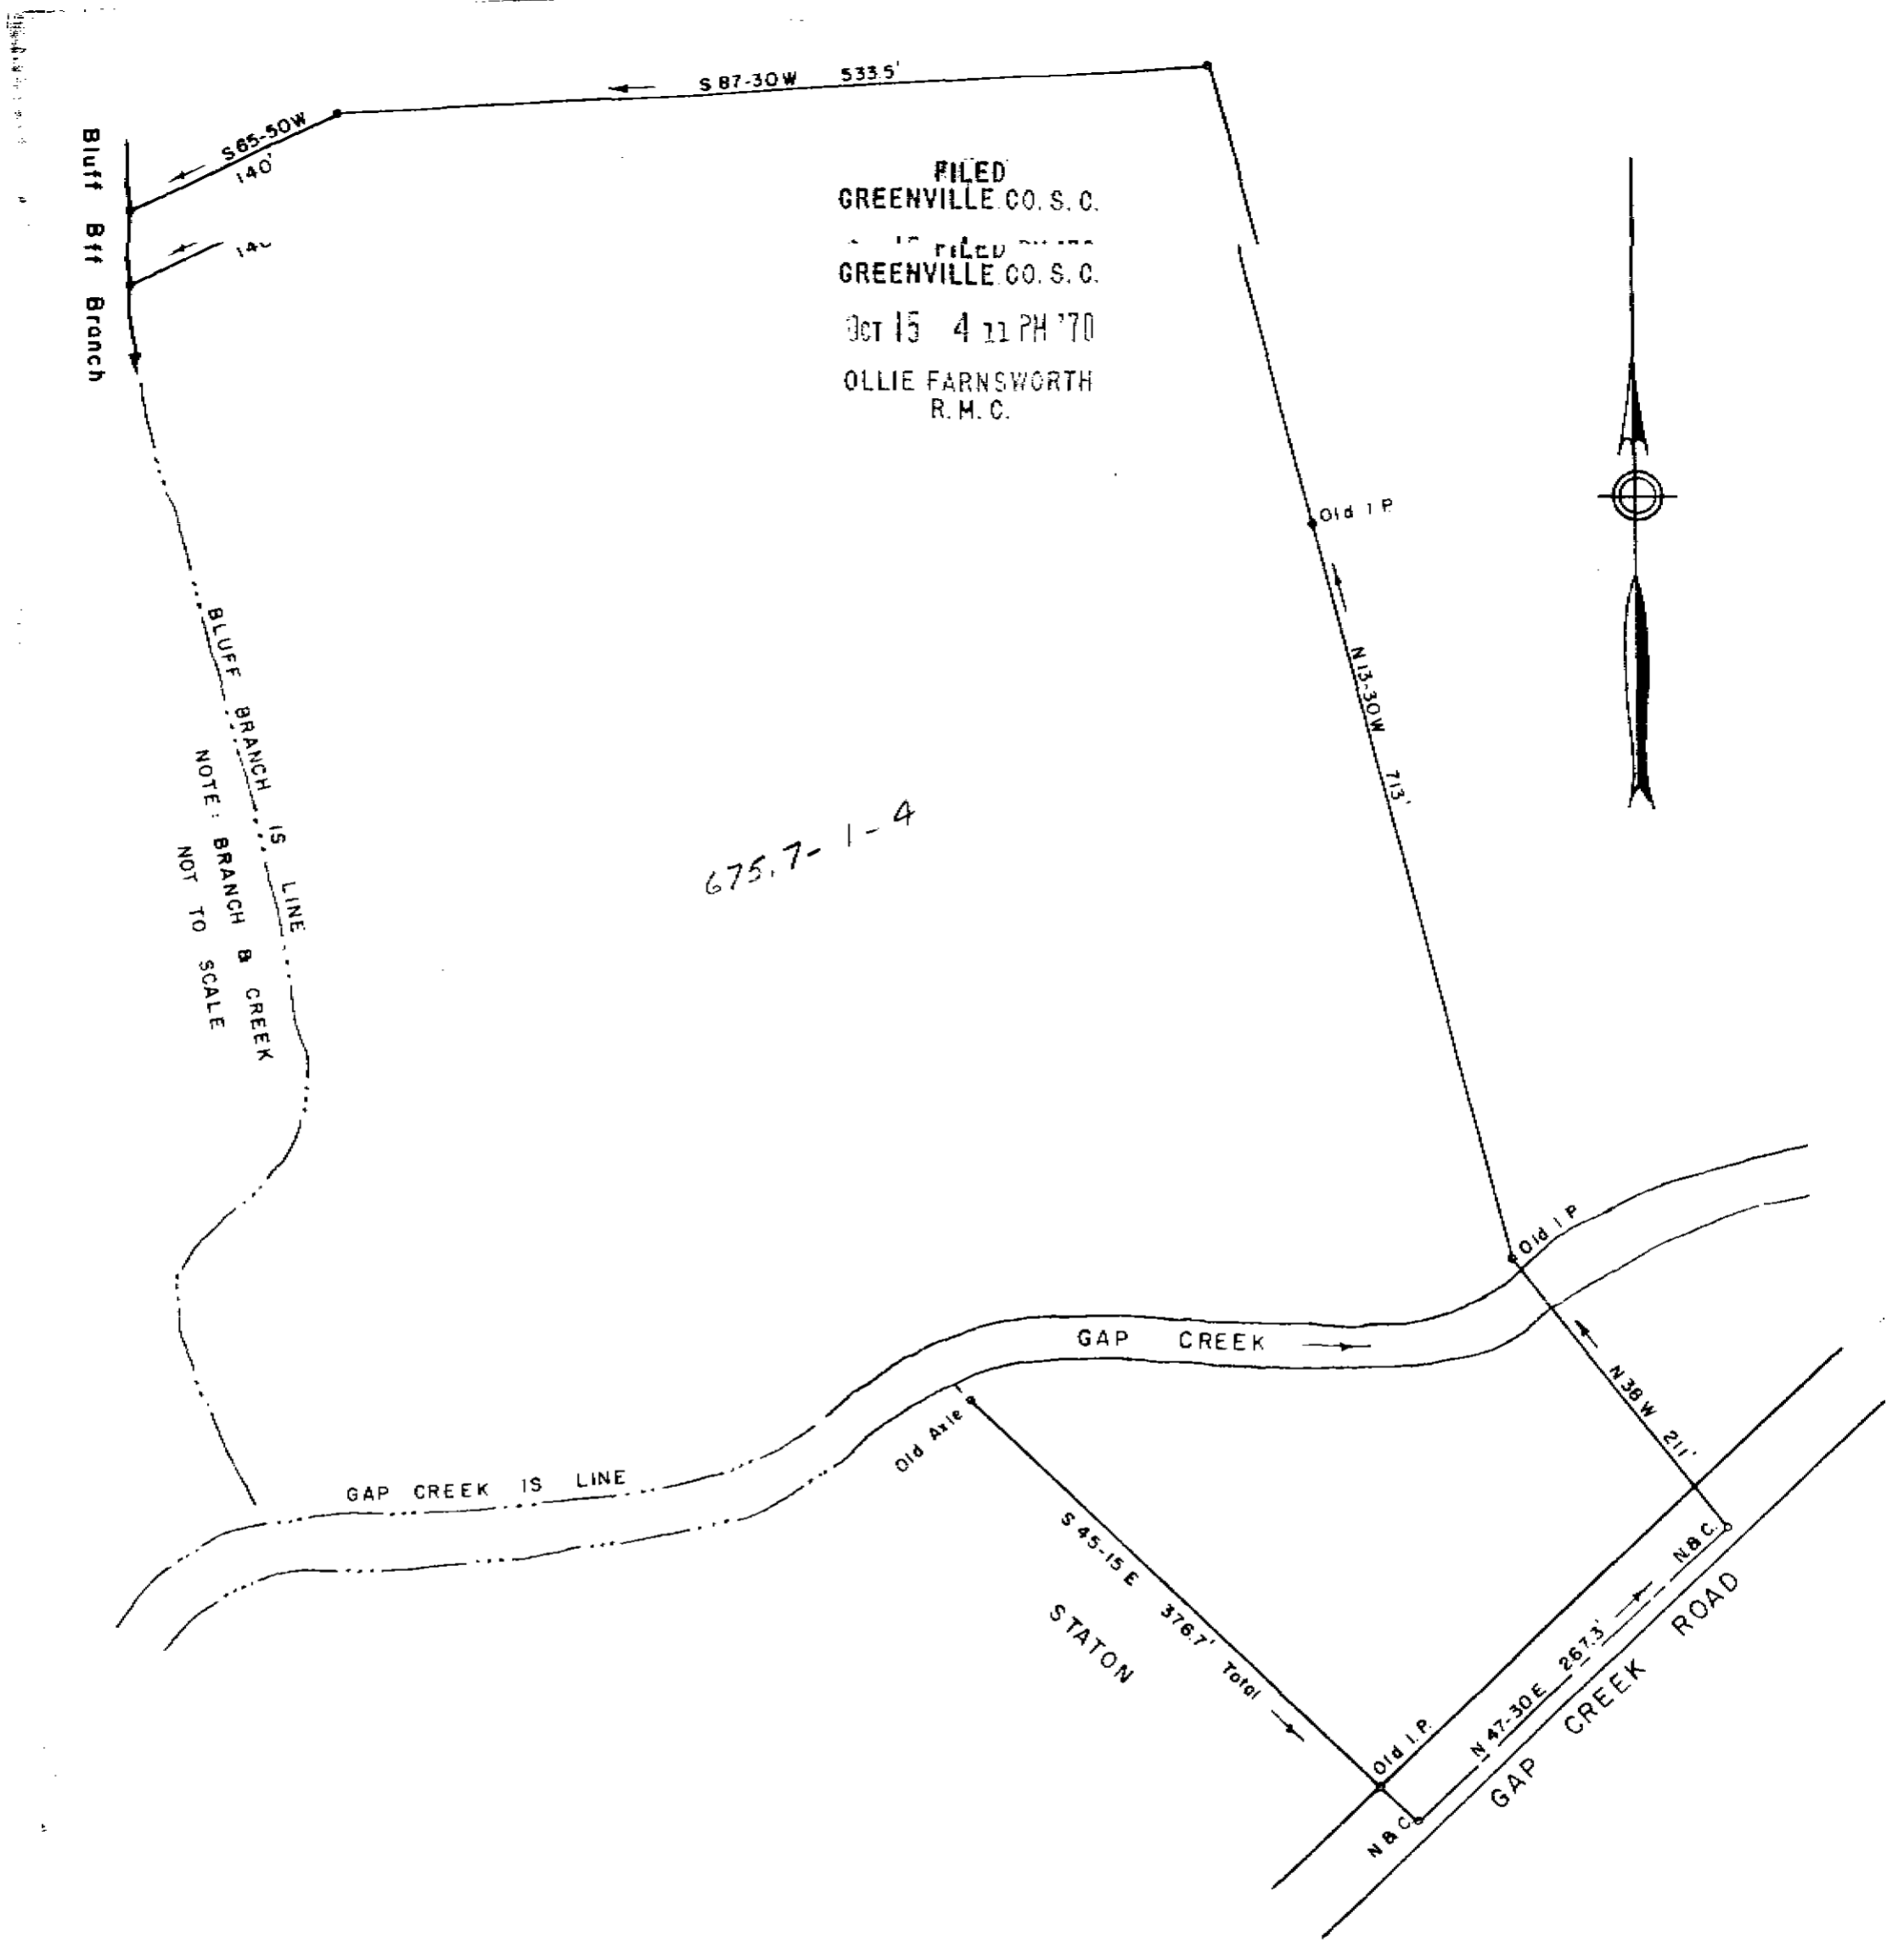 S 87-30 W 533.5'
S 65-50 W
140'
Bluff Bff Branch
FILED
GREENVILLE CO. S. C.
FILED
GREENVILLE CO. S. C.
OCT 15 4 11 PM '70
OLLIE FARNSWORTH
R. M. C.
Old I P.
N 13-30 W 713'
BLUFF BRANCH IS LINE
NOTE: BRANCH & CREEK
NOT TO SCALE
675.7-1-4
Old I P
GAP CREEK
N 38 W 211'
Old Axle
GAP CREEK IS LINE
S 45-15 E 376.7' Total
STATON
N & C.
N 47-30 E 267.3'
GAP CREEK ROAD
Old I. P.
N & C.